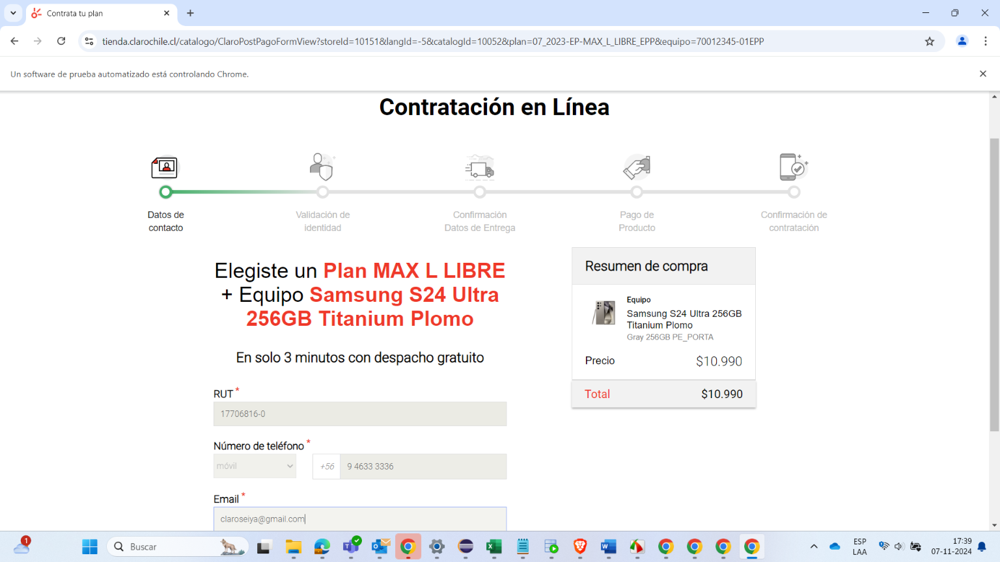 Contrata tu plan
tienda.clarochile.cl/catalogo/ClaroPostPagoFormView?storeId=10151&langId=-5&catalogId=10052&plan=07_2023-EP-MAX_L_LIBRE_EPP&equipo=70012345-01EPP
Un software de prueba automatizado está controlando Chrome.
Contratación en Línea
Datos de
contacto
Validación de
identidad
Confirmación
Datos de Entrega
Pago de
Producto
Confirmación de
contratación
Elegiste un Plan MAX L LIBRE
+ Equipo Samsung S24 Ultra
256GB Titanium Plomo
En solo 3 minutos con despacho gratuito
RUT *
17706816-0
Número de teléfono *
móvil
+56
9 4633 3336
Email *
claroseiya@gmail.com
Resumen de compra
Equipo
Samsung S24 Ultra 256GB
Titanium Plomo
Gray 256GB PE_PORTA
Precio $10.990
Total $10.990
1
Buscar
ESP
LAA
17:39
07-11-2024